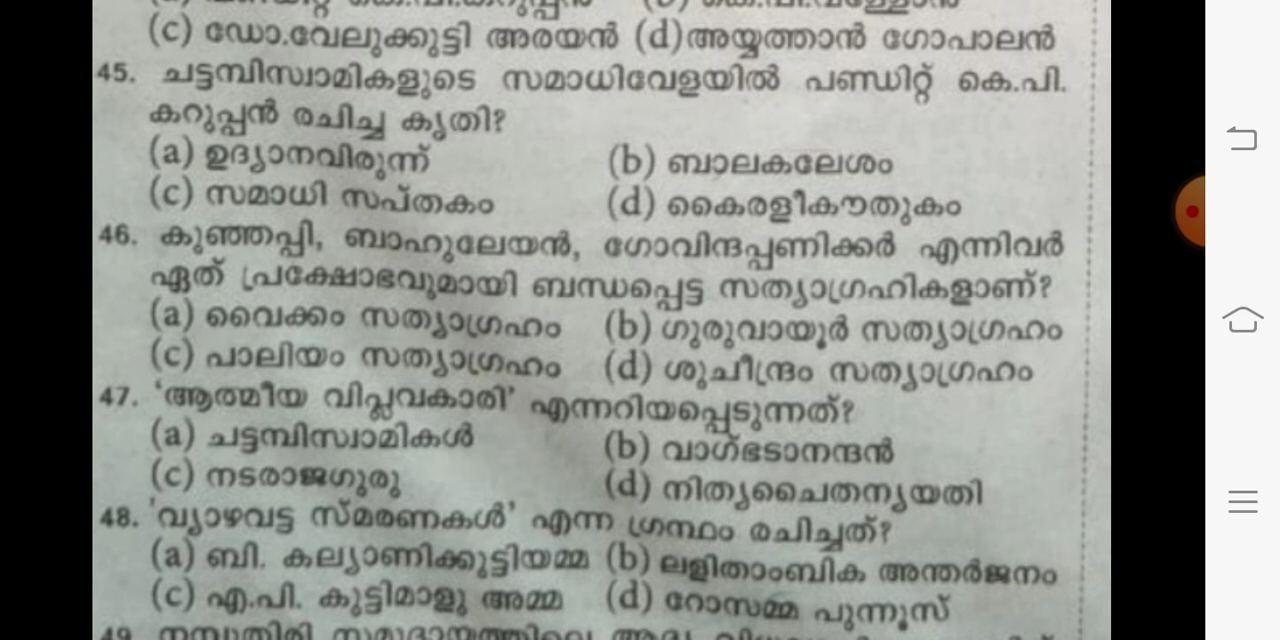 (c) ഡോ.വേലുക്കുട്ടി അരയൻ (d)അയ്യത്താൻ ഗോപാലൻ
45. ചട്ടമ്പിസ്വാമികളുടെ സമാധിവേളയിൽ പണ്ഡിറ്റ് കെ.പി.
കറുപ്പൻ രചിച്ച കൃതി?
(a) ഉദ്യാനവിരുന്ന് (b) ബാലകലേശം
(c) സമാധി സപ്തകം (d) കൈരളീകൗതുകം
46. കുഞ്ഞപ്പി, ബാഹുലേയൻ, ഗോവിന്ദപ്പണിക്കർ എന്നിവർ
ഏത് പ്രക്ഷോഭവുമായി ബന്ധപ്പെട്ട സത്യാഗ്രഹികളാണ്?
(a) വൈക്കം സത്യാഗ്രഹം (b) ഗുരുവായൂർ സത്യാഗ്രഹം
(c) പാലിയം സത്യാഗ്രഹം (d) ശുചീന്ദ്രം സത്യാഗ്രഹം
47. 'ആത്മീയ വിപ്ലവകാരി' എന്നറിയപ്പെടുന്നത്?
(a) ചട്ടമ്പിസ്വാമികൾ (b) വാഗ്ഭടാനന്ദൻ
(c) നടരാജഗുരു (d) നിത്യചൈതന്യയതി
48. 'വ്യാഴവട്ട സ്മരണകൾ' എന്ന ഗ്രന്ഥം രചിച്ചത്?
(a) ബി. കല്യാണിക്കുട്ടിയമ്മ (b) ലളിതാംബിക അന്തർജനം
(c) എ.പി. കുട്ടിമാളു അമ്മ (d) റോസമ്മ പുന്നൂസ്